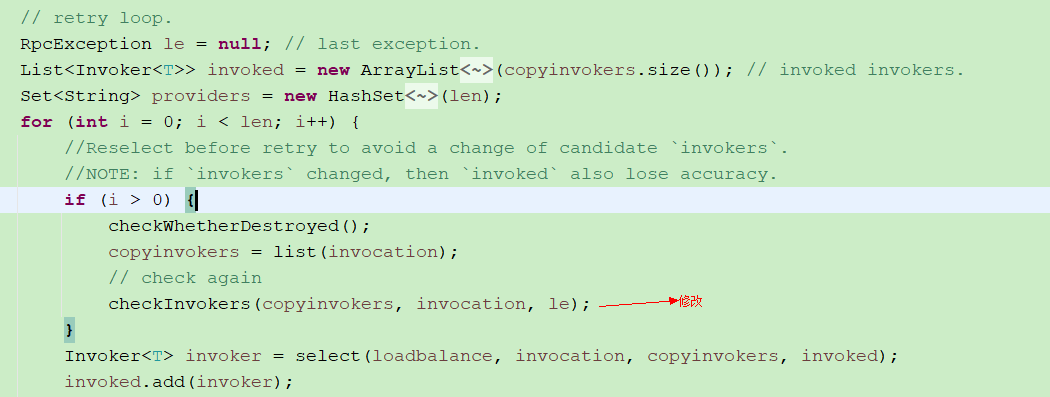 // retry loop.
RpcException le = null; // last exception.
List<Invoker<T>> invoked = new ArrayList<~>(copyinvokers.size()); // invoked invokers.
Set<String> providers = new HashSet<~>(len);
for (int i = 0; i < len; i++) {
    //Reselect before retry to avoid a change of candidate `invokers`.
    //NOTE: if `invokers` changed, then `invoked` also lose accuracy.
    if (i > 0) {
        checkWhetherDestroyed();
        copyinvokers = list(invocation);
        // check again
        checkInvokers(copyinvokers, invocation, le); 修改
    }
    Invoker<T> invoker = select(loadbalance, invocation, copyinvokers, invoked);
    invoked.add(invoker);